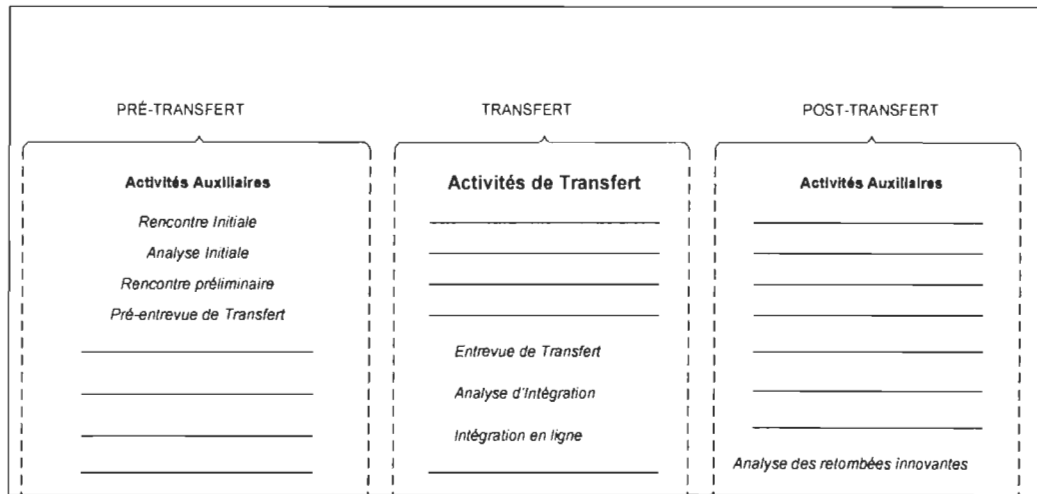 PRÉ-TRANSFERT
TRANSFERT
POST-TRANSFERT
Activités Auxiliaires
Rencontre Initiale
Analyse Initiale
Rencontre préliminaire
Pré-entrevue de Transfert
Activités de Transfert
Entrevue de Transfert
Analyse d'Intégration
Intégration en ligne
Activités Auxiliaires
Analyse des retombées innovantes